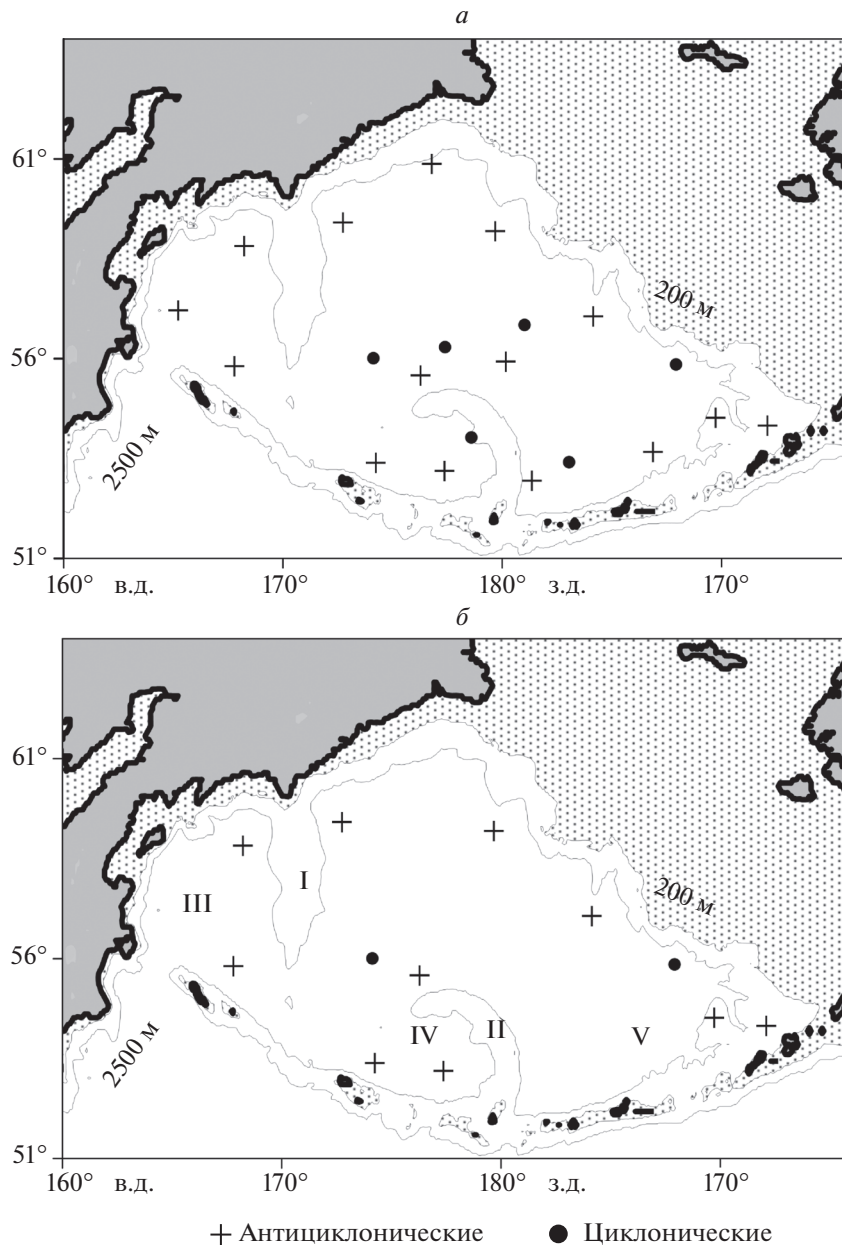 а
61°
200 м
56°
2500 м
51°
160° в.д. 170° 180° з.д. 170°
б
61°
I
III
200 м
56°
II
IV V
2500 м
51°
160° в.д. 170° 180° з.д. 170°
+ Антициклонические ● Циклонические